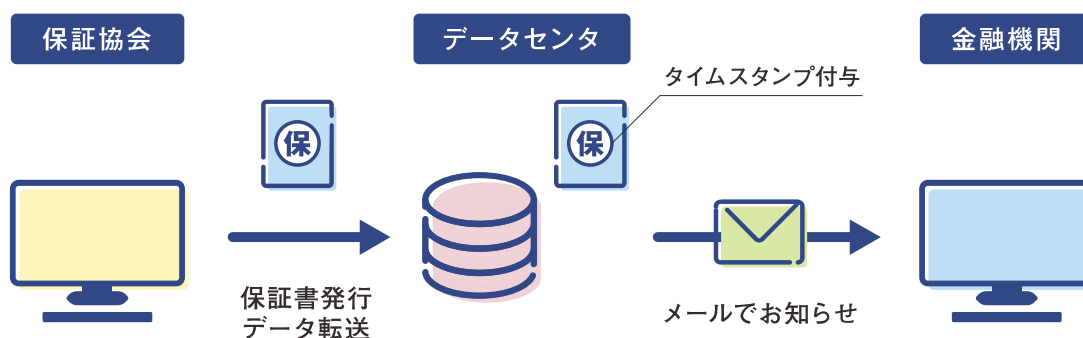 保証協会
データセンタ
金融機関
タイムスタンプ付与
保
保
保証書発行
データ転送
メールでお知らせ